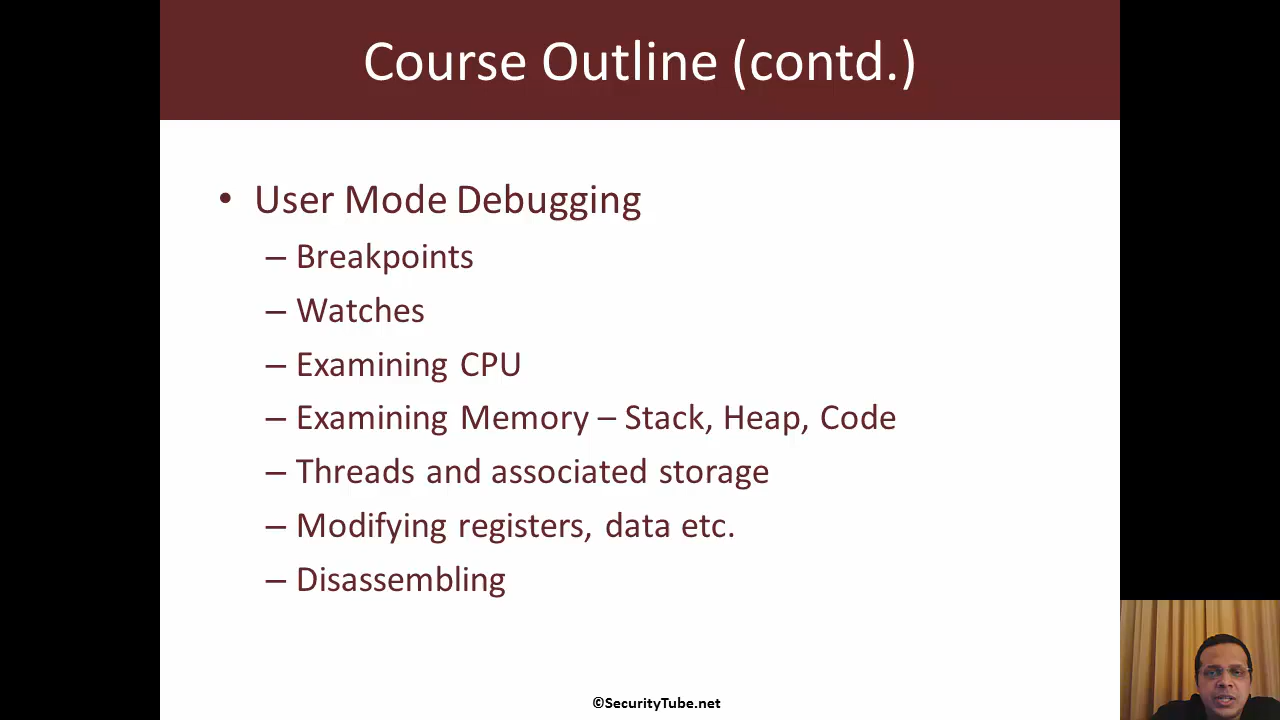 Course Outline (contd.)
• User Mode Debugging
– Breakpoints
– Watches
– Examining CPU
– Examining Memory – Stack, Heap, Code
– Threads and associated storage
– Modifying registers, data etc.
– Disassembling
©SecurityTube.net